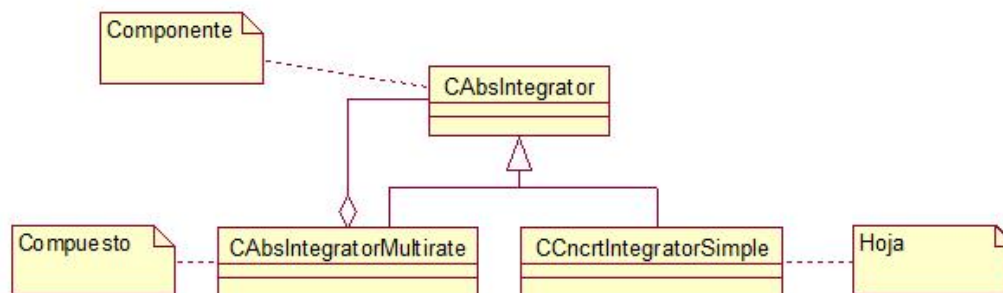 Componente
CAbsIntegrator
Compuesto
CAbsIntegratorMultirate
CCncrtIntegratorSimple
Hoja